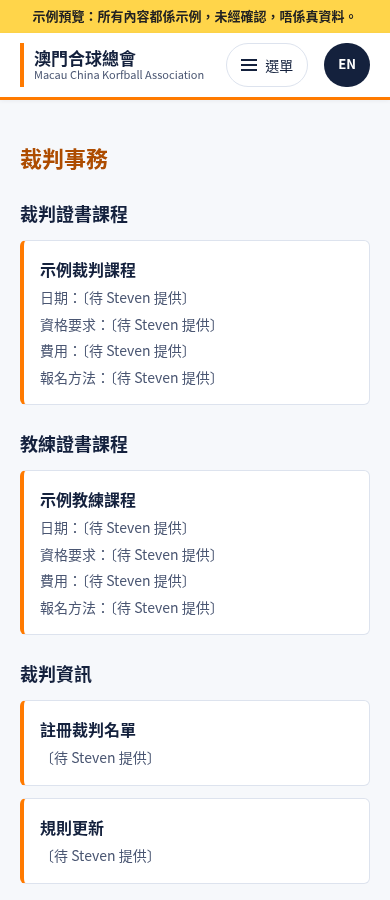 示例預覽：所有內容都係示例，未經確認，唔係真資料。
澳門合球總會
Macau China Korfball Association
選單
EN
裁判事務
裁判證書課程
示例裁判課程
日期：〔待 Steven 提供〕
資格要求：〔待 Steven 提供〕
費用：〔待 Steven 提供〕
報名方法：〔待 Steven 提供〕
教練證書課程
示例教練課程
日期：〔待 Steven 提供〕
資格要求：〔待 Steven 提供〕
費用：〔待 Steven 提供〕
報名方法：〔待 Steven 提供〕
裁判資訊
註冊裁判名單
〔待 Steven 提供〕
規則更新
〔待 Steven 提供〕